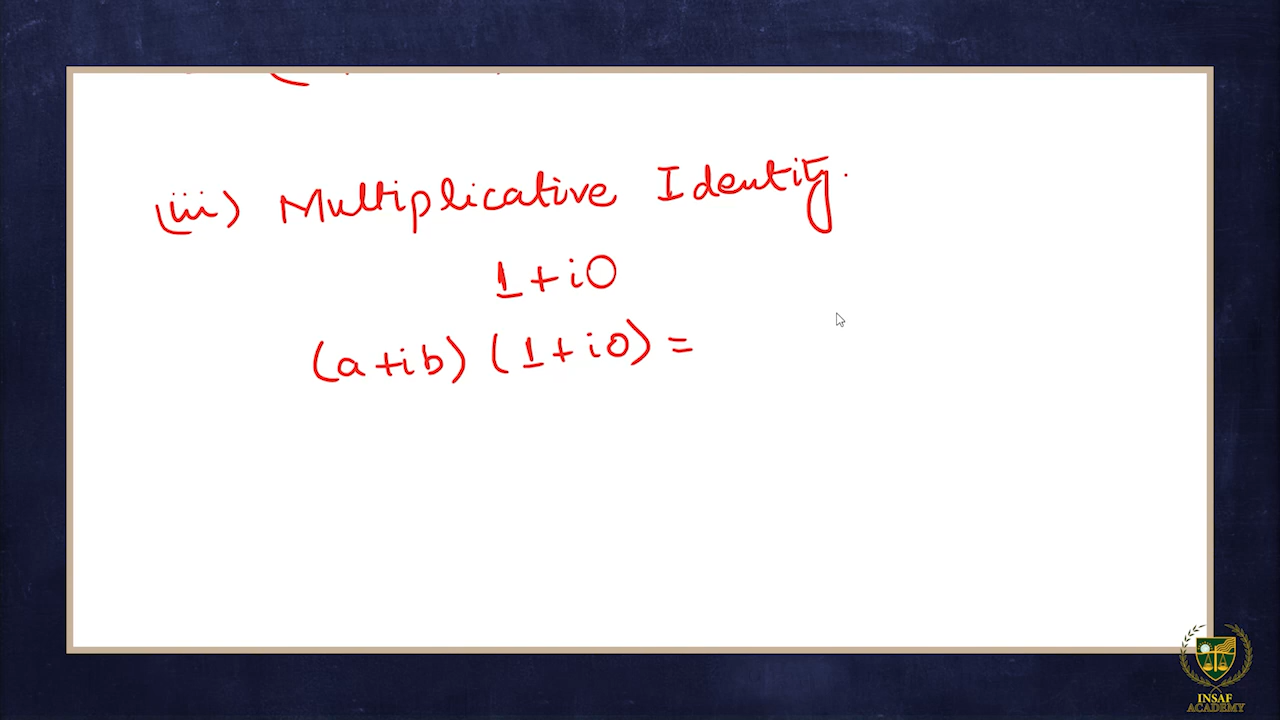 (iii) Multiplicative Identity.
1+i0
(a+ib) (1+i0) =
INSAF
ACADEMY